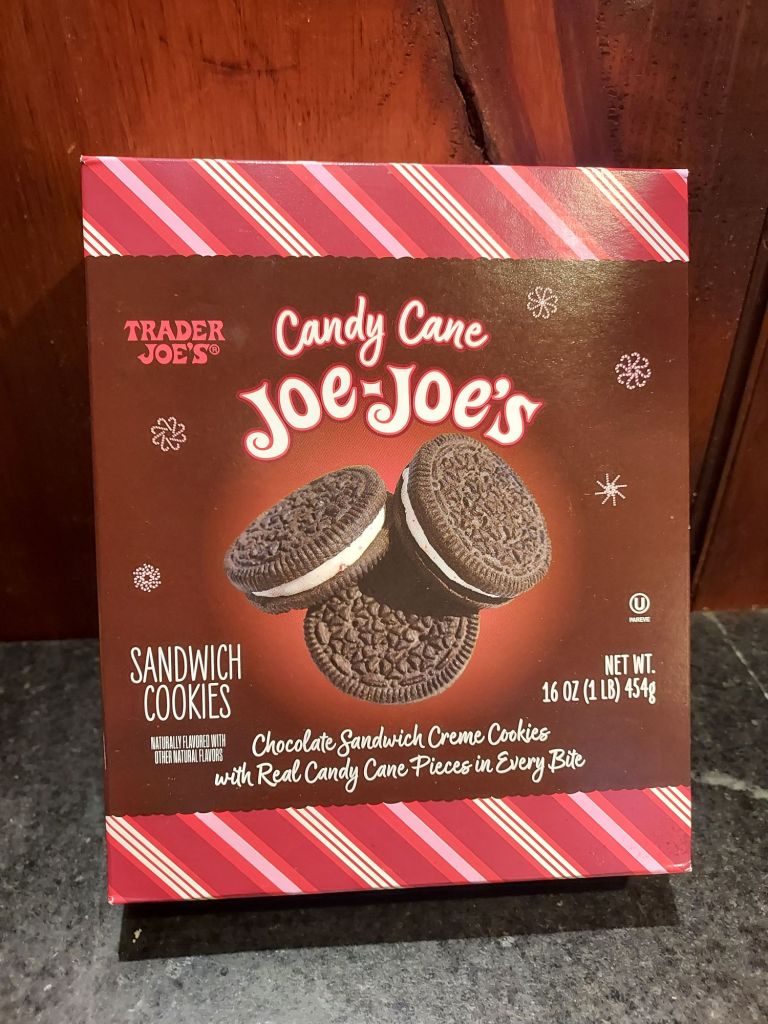 TRADER
JOE'S®
Candy Cane
JOE-JOE'S
U
PAREVE
SANDWICH
COOKIES
NET WT.
16 OZ (1 LB) 454g
NATURALLY FLAVORED WITH
OTHER NATURAL FLAVORS
Chocolate Sandwich Creme Cookies
with Real Candy Cane Pieces in Every Bite